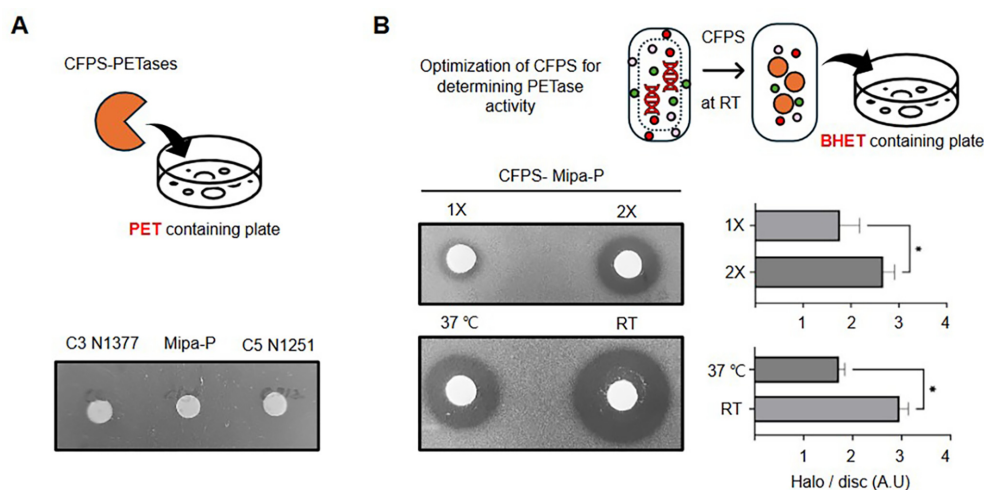 A
CFPS-PETases
PET containing plate
C3 N1377 Mipa-P C5 N1251
B
Optimization of CFPS for
determining PETase
activity
CFPS
at RT
BHET containing plate
CFPS- Mipa-P
1X 2X
37 ℃ RT
1X
2X
*
1 2 3 4
37 ℃
RT
*
1 2 3 4
Halo / disc (A.U)